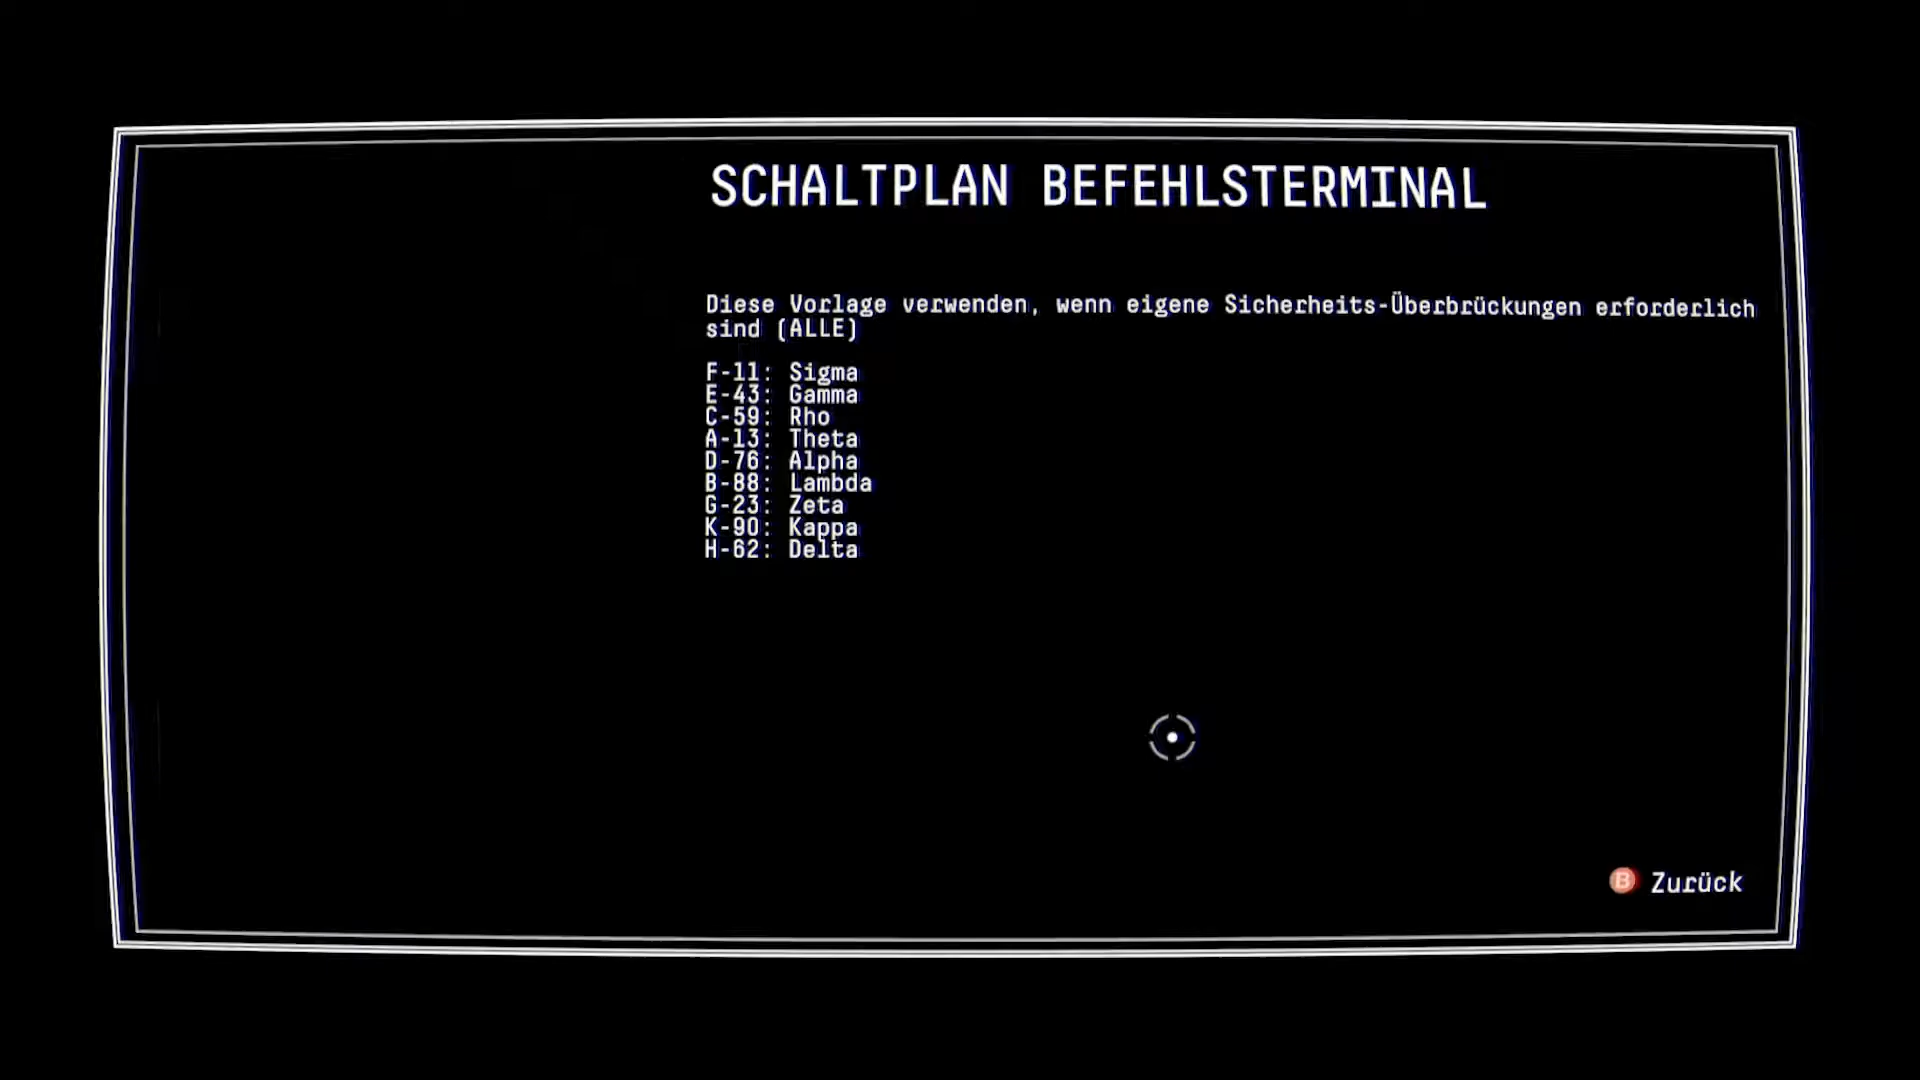 SCHALTPLAN BEFEHLSTERMINAL
Diese Vorlage verwenden, wenn eigene Sicherheits-Überbrückungen erforderlich
sind (ALLE)
F-11: Sigma
E-43: Gamma
C-59: Rho
A-13: Theta
D-76: Alpha
B-88: Lambda
G-23: Zeta
K-90: Kappa
H-62: Delta
B Zurück